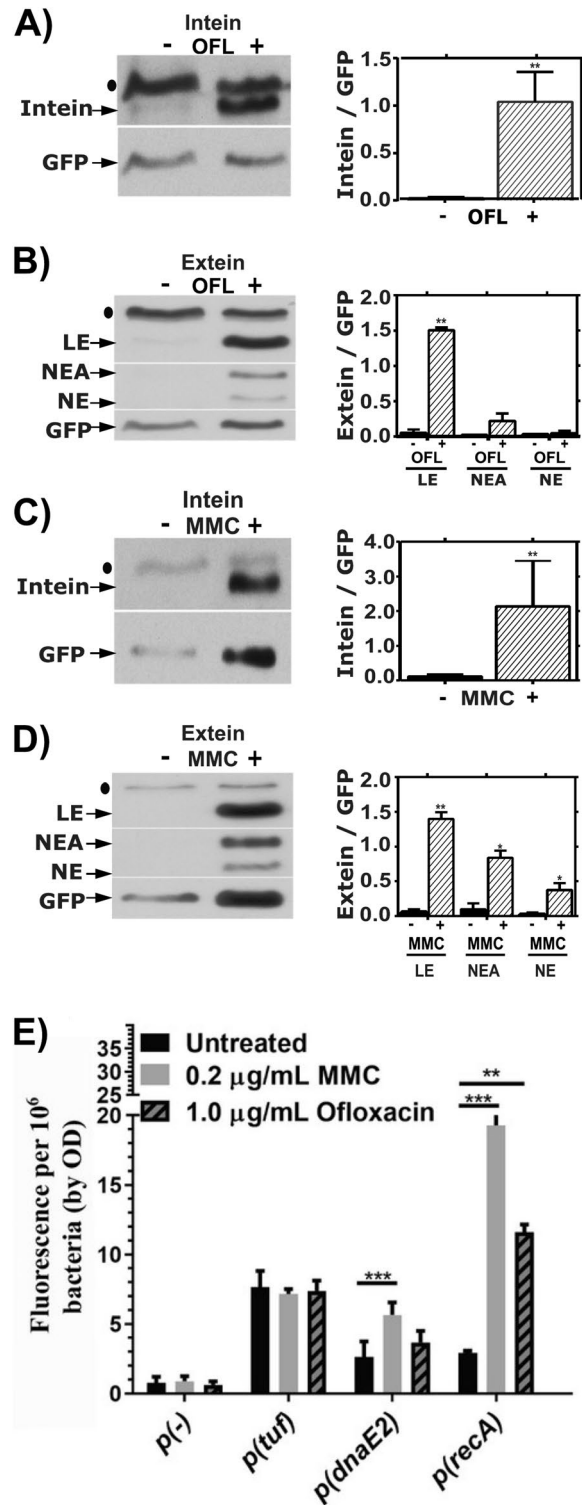 A)
Intein
- OFL +
Intein
GFP
Intein / GFP
1.5
1.0
0.5
0.0
**
- OFL +
B)
Extein
- OFL +
LE
NEA
NE
GFP
Extein / GFP
2.0
1.5
1.0
0.5
0.0
**
- + - + - +
OFL OFL OFL
LE NEA NE
C)
Intein
- MMC +
Intein
GFP
Intein / GFP
4.0
3.0
2.0
1.0
0.0
**
- MMC +
D)
Extein
- MMC +
LE
NEA
NE
GFP
Extein / GFP
2.0
1.5
1.0
0.5
0.0
**
*
*
- + - + - +
MMC MMC MMC
LE NEA NE
E)
Fluorescence per 10⁶
bacteria (by OD)
40
35
30
25
20
15
10
5
0
Untreated
0.2 µg/mL MMC
1.0 µg/mL Ofloxacin
***
**
***
p(-) p(tuf) p(dnaE2) p(recA)